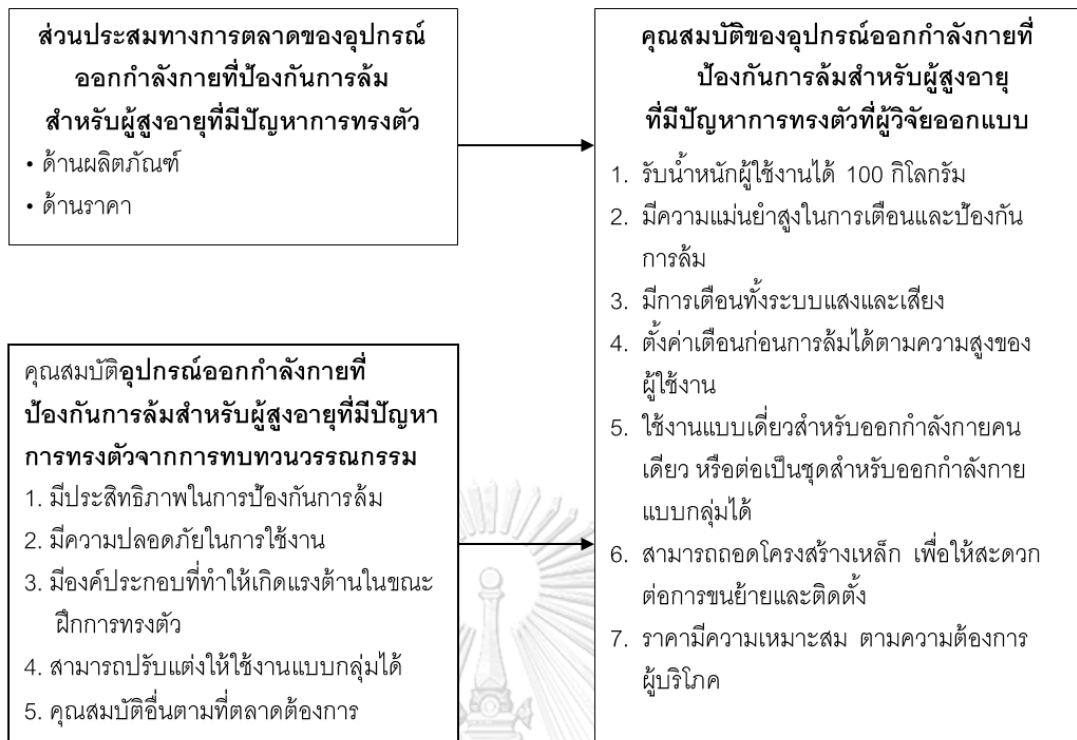 ส่วนประสมทางการตลาดของอุปกรณ์
ออกกำลังกายที่ป้องกันการล้ม
สำหรับผู้สูงอายุที่มีปัญหาการทรงตัว
• ด้านผลิตภัณฑ์
• ด้านราคา
คุณสมบัติอุปกรณ์ออกกำลังกายที่
ป้องกันการล้มสำหรับผู้สูงอายุที่มีปัญหา
การทรงตัวจากการทบทวนวรรณกรรม
1. มีประสิทธิภาพในการป้องกันการล้ม
2. มีความปลอดภัยในการใช้งาน
3. มีองค์ประกอบที่ทำให้เกิดแรงต้านในขณะ
ฝึกการทรงตัว
4. สามารถปรับแต่งให้ใช้งานแบบกลุ่มได้
5. คุณสมบัติอื่นตามที่ตลาดต้องการ
คุณสมบัติของอุปกรณ์ออกกำลังกายที่
ป้องกันการล้มสำหรับผู้สูงอายุ
ที่มีปัญหาการทรงตัวที่ผู้วิจัยออกแบบ
1. รับน้ำหนักผู้ใช้งานได้ 100 กิโลกรัม
2. มีความแม่นยำสูงในการเตือนและป้องกัน
การล้ม
3. มีการเตือนทั้งระบบแสงและเสียง
4. ตั้งค่าเตือนก่อนการล้มได้ตามความสูงของ
ผู้ใช้งาน
5. ใช้งานแบบเดี่ยวสำหรับออกกำลังกายคน
เดียว หรือต่อเป็นชุดสำหรับออกกำลังกาย
แบบกลุ่มได้
6. สามารถถอดโครงสร้างเหล็ก เพื่อให้สะดวก
ต่อการขนย้ายและติดตั้ง
7. ราคามีความเหมาะสม ตามความต้องการ
ผู้บริโภค